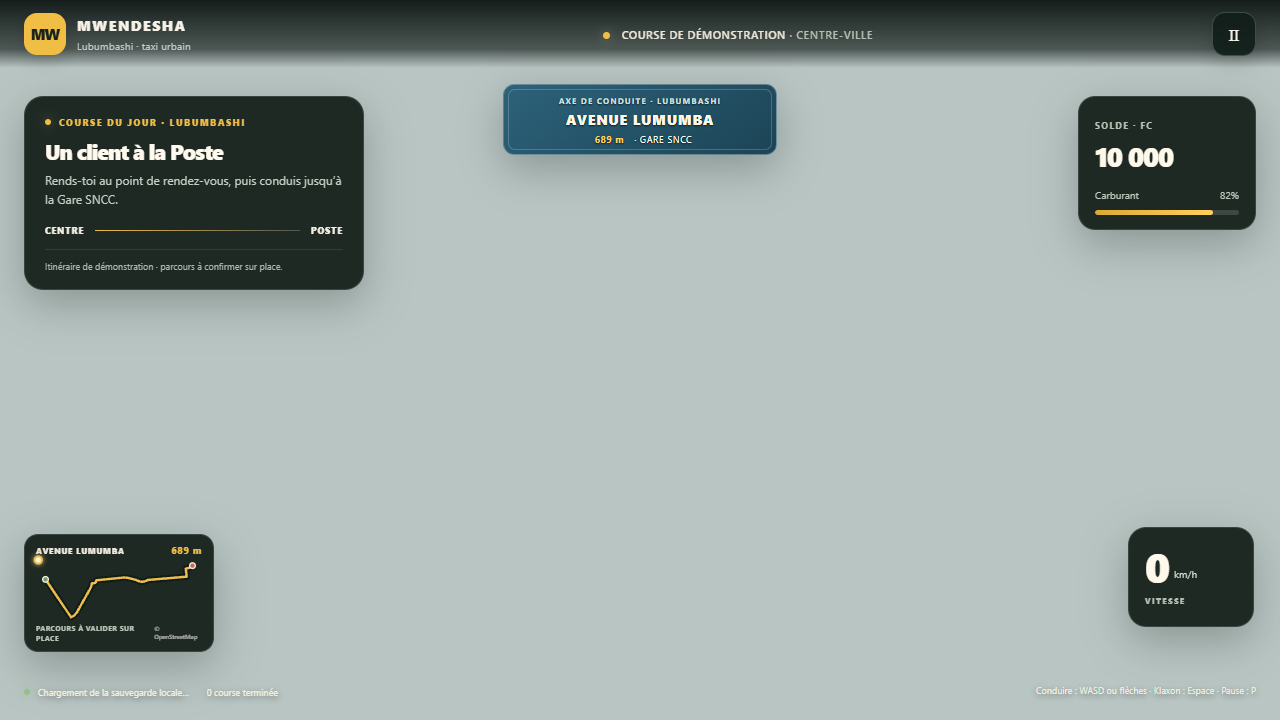 MW
MWENDESHA
Lubumbashi · taxi urbain
COURSE DE DÉMONSTRATION · CENTRE-VILLE
II
COURSE DU JOUR · LUBUMBASHI
Un client à la Poste
Rends-toi au point de rendez-vous, puis conduis jusqu'à
la Gare SNCC.
CENTRE
POSTE
Itinéraire de démonstration · parcours à confirmer sur place.
AXE DE CONDUITE · LUBUMBASHI
AVENUE LUMUMBA
689 m · GARE SNCC
SOLDE · FC
10 000
Carburant 82%
AVENUE LUMUMBA 689 m
PARCOURS À VALIDER SUR
PLACE
©
OpenStreetMap
0 km/h
VITESSE
Chargement de la sauvegarde locale… 0 course terminée
Conduire : WASD ou flèches · Klaxon : Espace · Pause : P